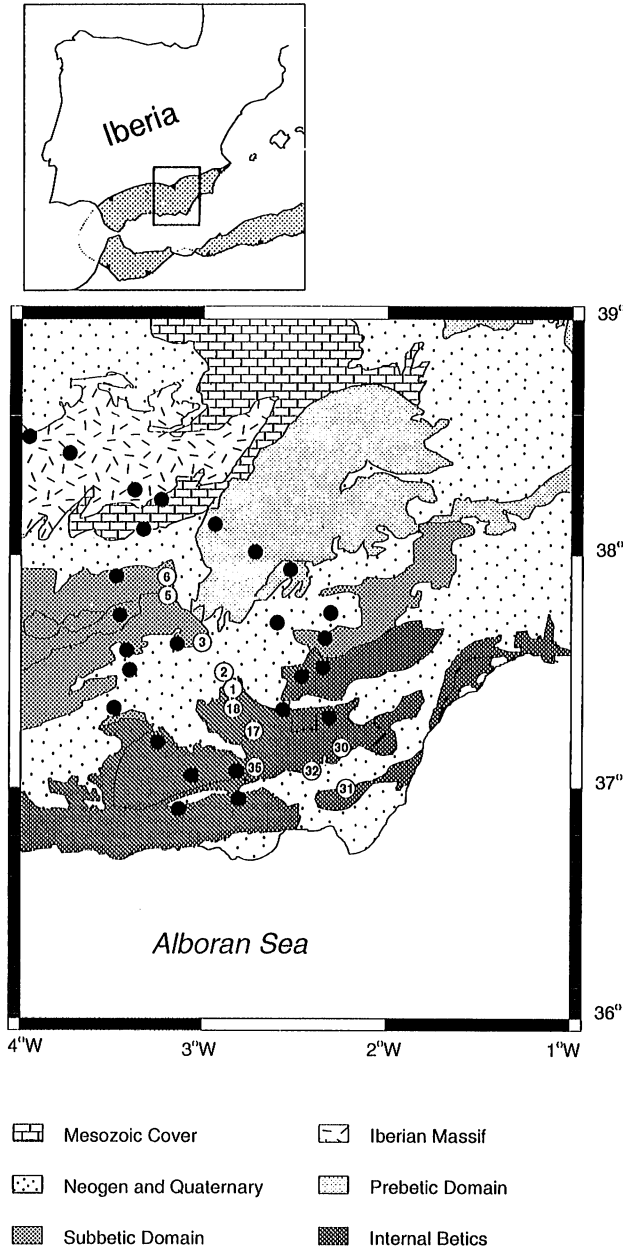 Iberia
39°
38°
37°
36°
6
5
3
2
1
18
17
30
35
32
31
Alboran Sea
4°W
3°W
2°W
1°W
Mesozoic Cover
Iberian Massif
Neogen and Quaternary
Prebetic Domain
Subbetic Domain
Internal Betics